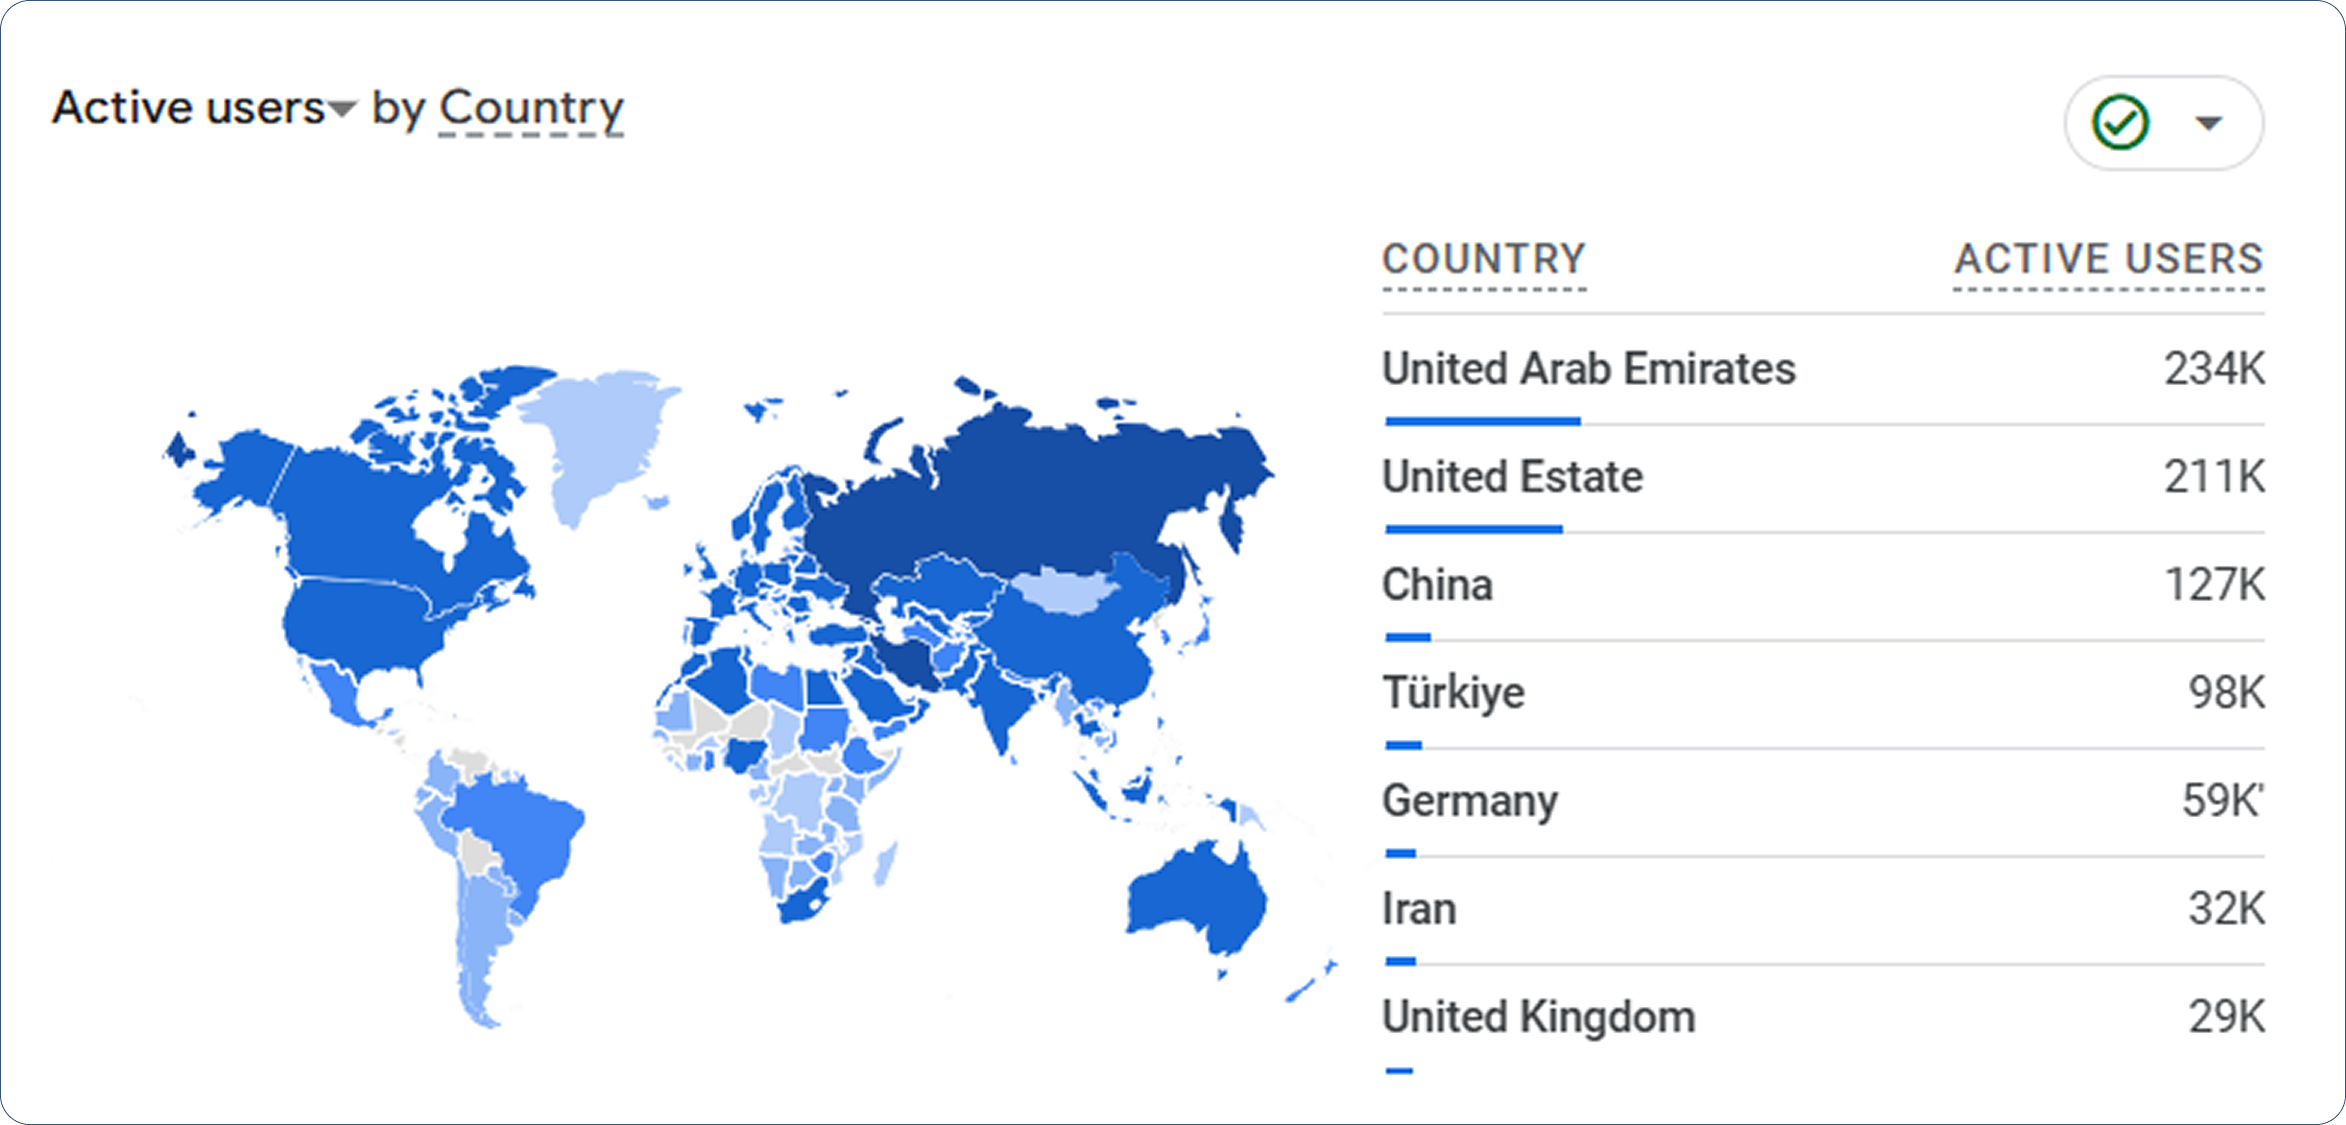 Active users by Country
COUNTRY ACTIVE USERS
United Arab Emirates 234K
United Estate 211K
China 127K
Türkiye 98K
Germany 59K'
Iran 32K
United Kingdom 29K